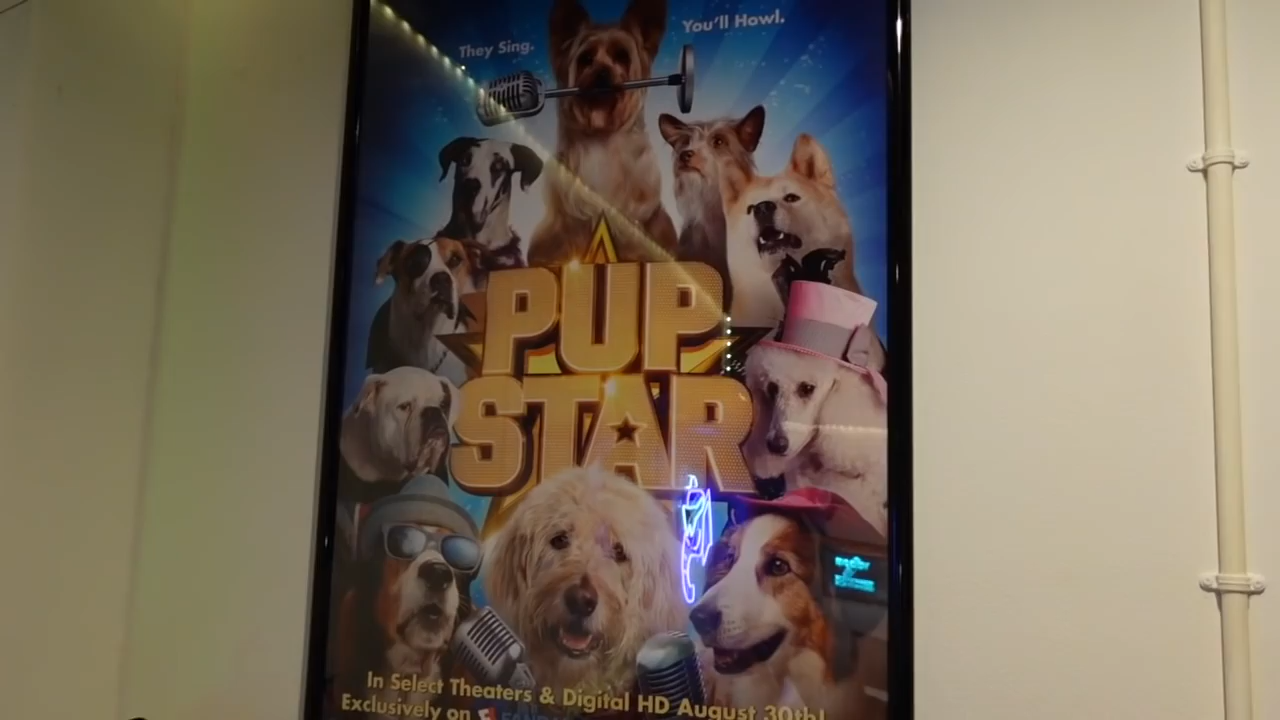 They Sing.
You'll Howl.
PUP
STAR
In Select Theaters & Digital HD August 30th!
Exclusively on